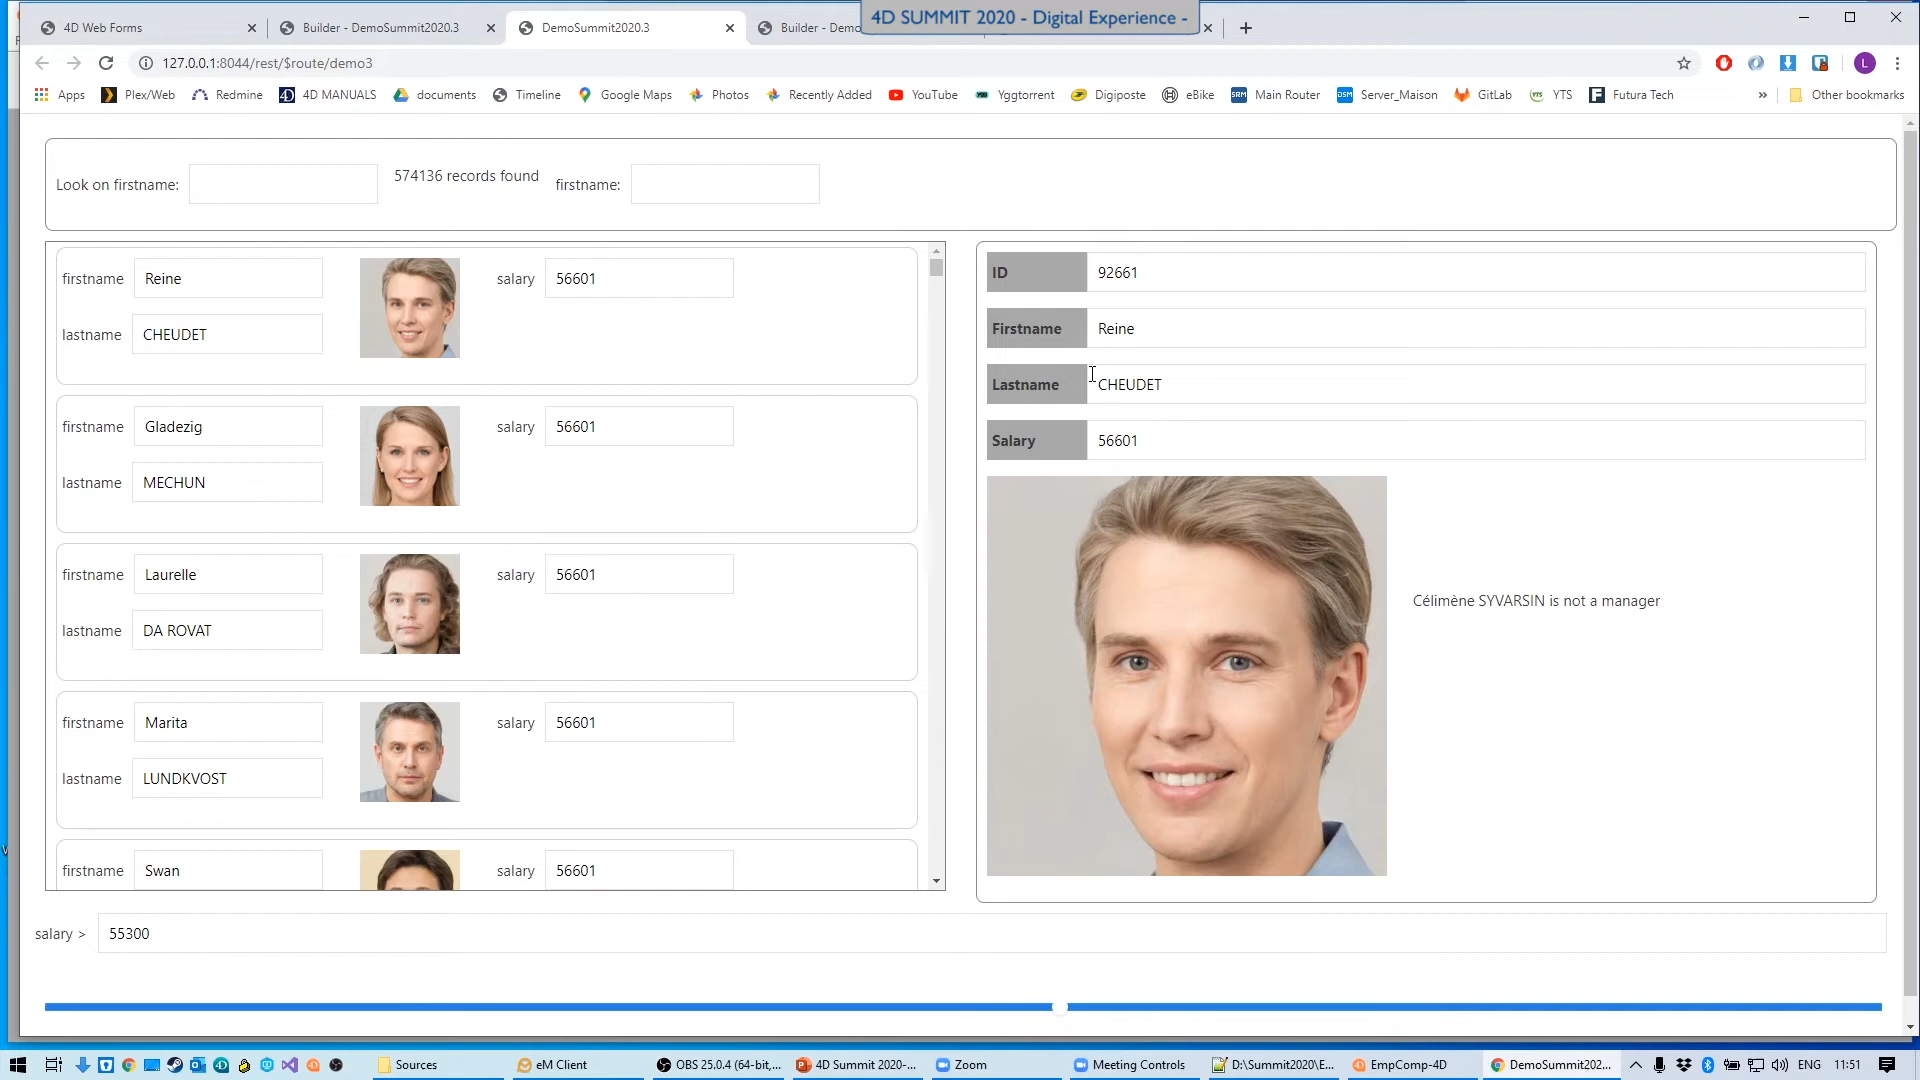 4D SUMMIT 2020 - Digital Experience -
4D Web Forms
Builder - DemoSummit2020.3
DemoSummit2020.3
Builder - Demo
127.0.0.1:8044/rest/$route/demo3
L
Apps
Plex/Web
Redmine
4D MANUALS
documents
Timeline
Google Maps
Photos
Recently Added
YouTube
Yggtorrent
Digiposte
eBike
Main Router
Server_Maison
GitLab
YTS
Futura Tech
»
Other bookmarks
Look on firstname:
574136 records found
firstname:
firstname Reine salary 56601
lastname CHEUDET
firstname Gladezig salary 56601
lastname MECHUN
firstname Laurelle salary 56601
lastname DA ROVAT
firstname Marita salary 56601
lastname LUNDKVOST
firstname Swan salary 56601
ID 92661
Firstname Reine
Lastname CHEUDET
Salary 56601
Célimène SYVARSIN is not a manager
salary > 55300
Sources
eM Client
OBS 25.0.4 (64-bit,...
4D Summit 2020-...
Zoom
Meeting Controls
D:\Summit2020\E...
EmpComp-4D
DemoSummit202...
ENG
11:51